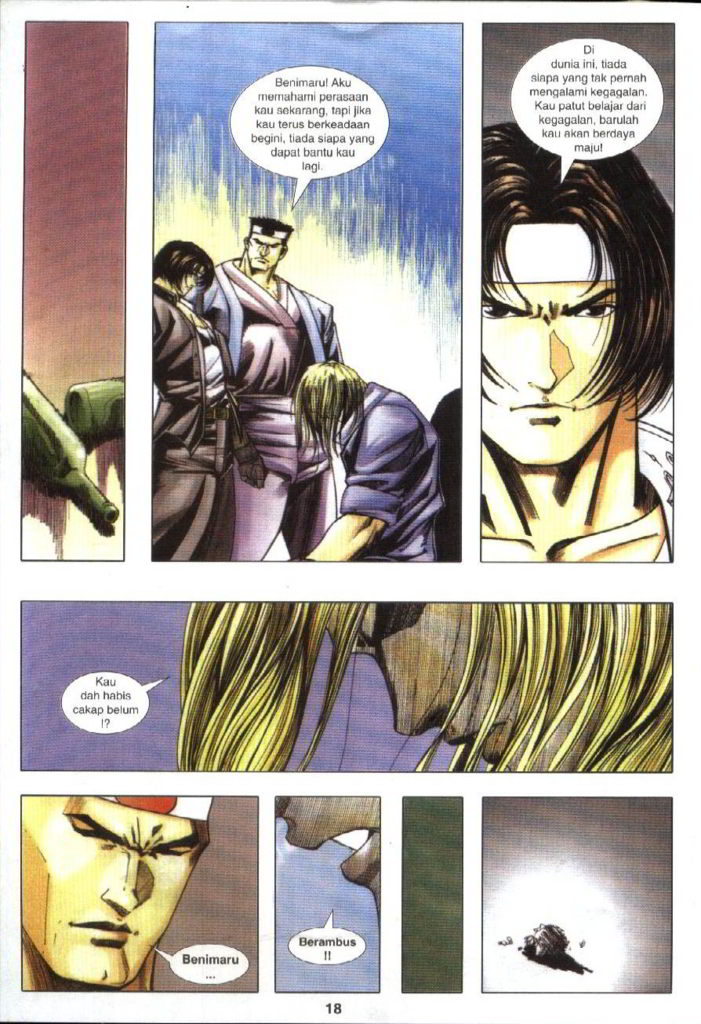 Benimaru! Aku
memahami perasaan
kau sekarang, tapi jika
kau terus berkeadaan
begini, tiada siapa yang
dapat bantu kau
lagi.
Di
dunia ini, tiada
siapa yang tak pernah
mengalami kegagalan.
Kau patut belajar dari
kegagalan, barulah
kau akan berdaya
maju!
Kau
dah habis
cakap belum
!?
Benimaru
...
Berambus
!!
18